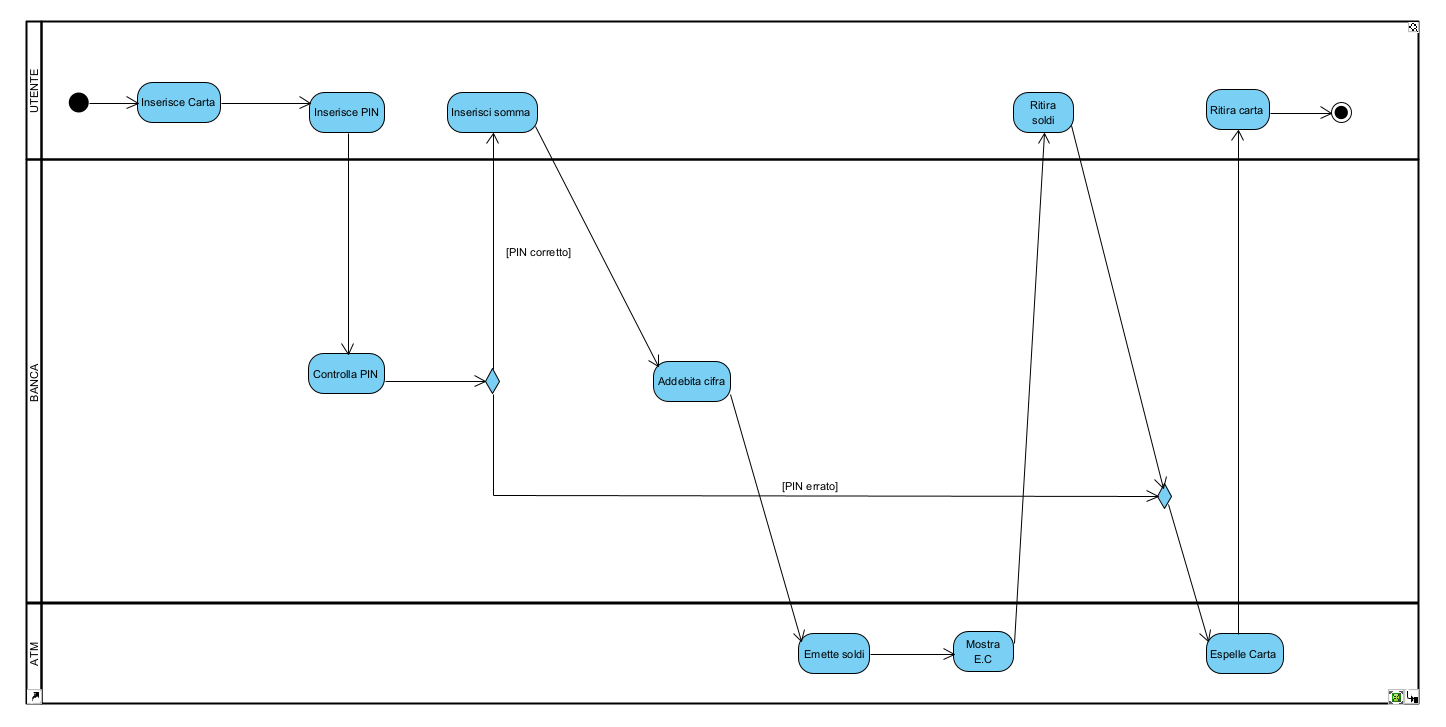 UTENTE
Inserisce Carta
Inserisce PIN
Inserisci somma
Ritira
soldi
Ritira carta
BANCA
[PIN corretto]
Controlla PIN
Addebita cifra
[PIN errato]
ATM
Emette soldi
Mostra
E.C
Espelle Carta